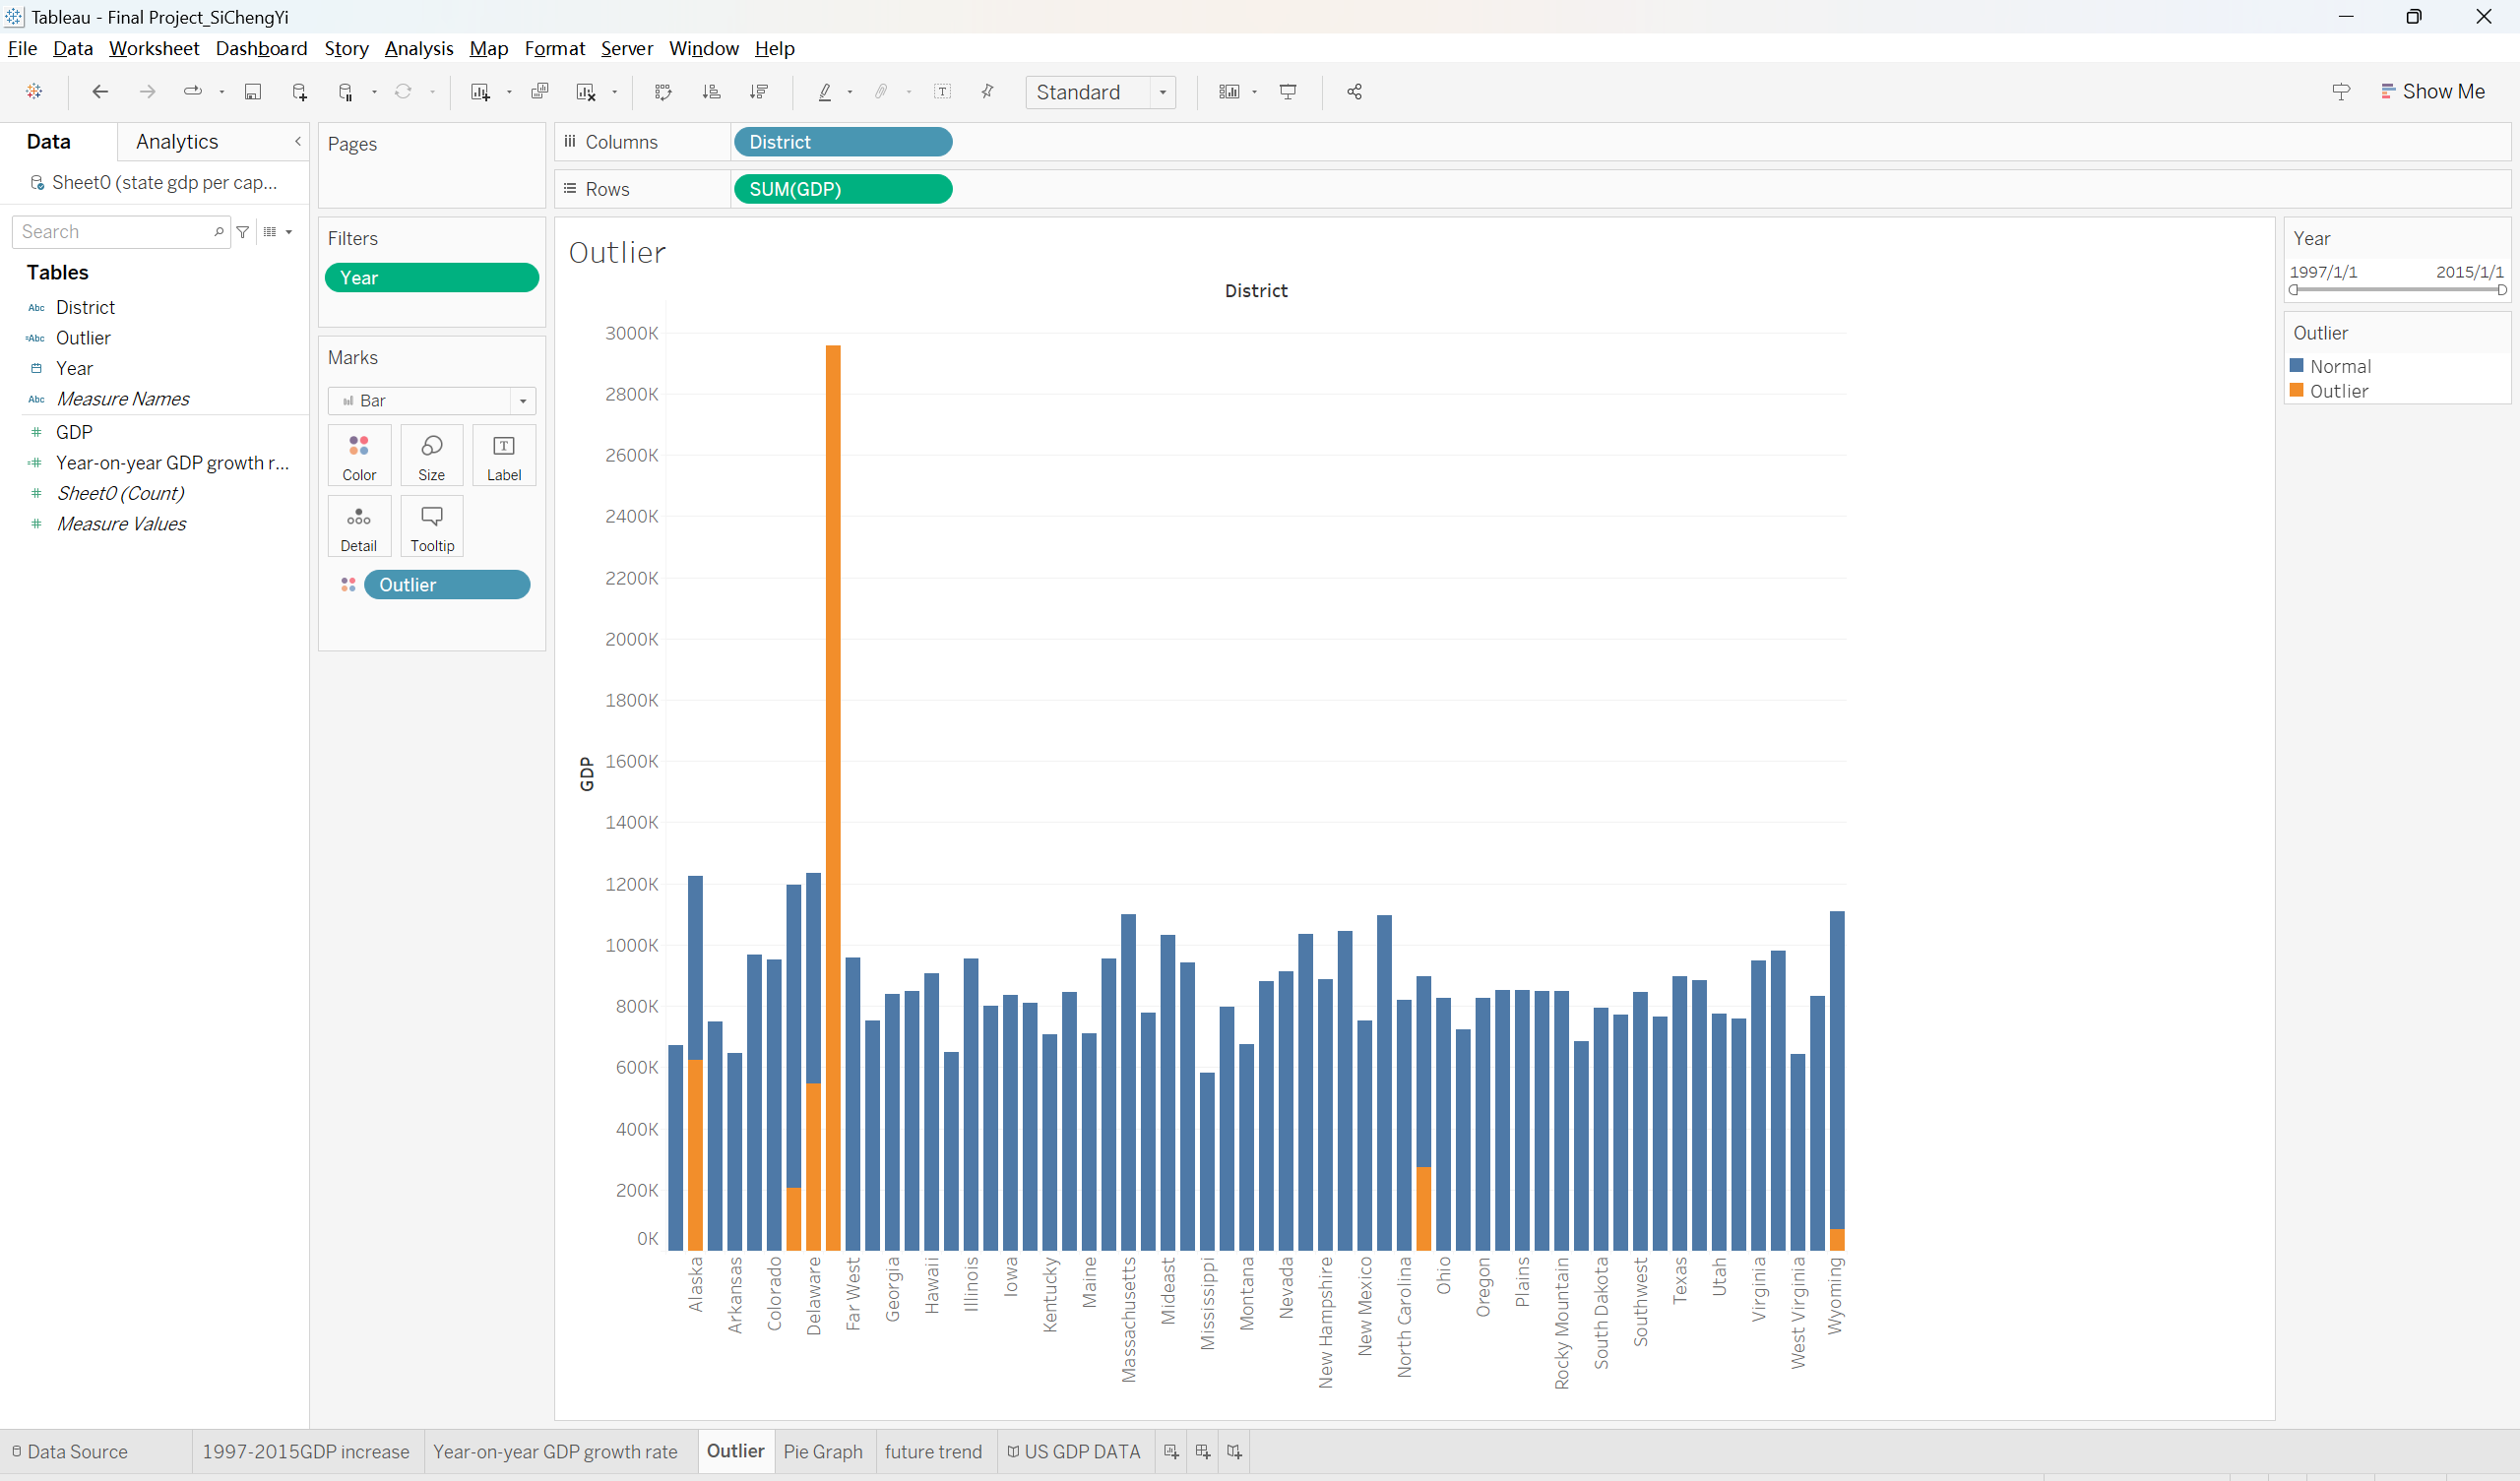 Tableau - Final Project_SiChengYi
File Data Worksheet Dashboard Story Analysis Map Format Server Window Help
Standard
Show Me
Data Analytics
Sheet0 (state gdp per cap...
Search
Tables
Abc District
=Abc Outlier
Year
Abc Measure Names
# GDP
=# Year-on-year GDP growth r...
# Sheet0 (Count)
# Measure Values
Pages
Filters
Year
Marks
Bar
Color Size Label
Detail Tooltip
Outlier
Columns District
Rows SUM(GDP)
Outlier
District
3000K
2800K
2600K
2400K
2200K
2000K
1800K
1600K
1400K
1200K
1000K
800K
600K
400K
200K
0K
GDP
Alaska
Arkansas
Colorado
Delaware
Far West
Georgia
Hawaii
Illinois
Iowa
Kentucky
Maine
Massachusetts
Mideast
Mississippi
Montana
Nevada
New Hampshire
New Mexico
North Carolina
Ohio
Oregon
Plains
Rocky Mountain
South Dakota
Southwest
Texas
Utah
Virginia
West Virginia
Wyoming
Year
1997/1/1 2015/1/1
Outlier
Normal
Outlier
Data Source 1997-2015GDP increase Year-on-year GDP growth rate Outlier Pie Graph future trend US GDP DATA